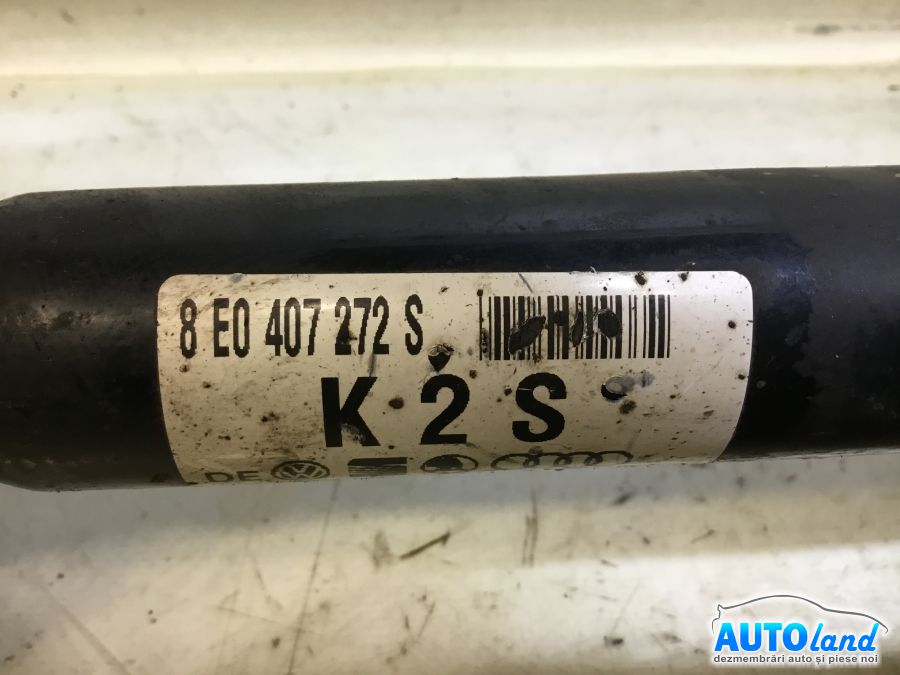 8 E0 407 272 S
K 2 S
DE
AUTOland
dezmembrări auto și piese noi